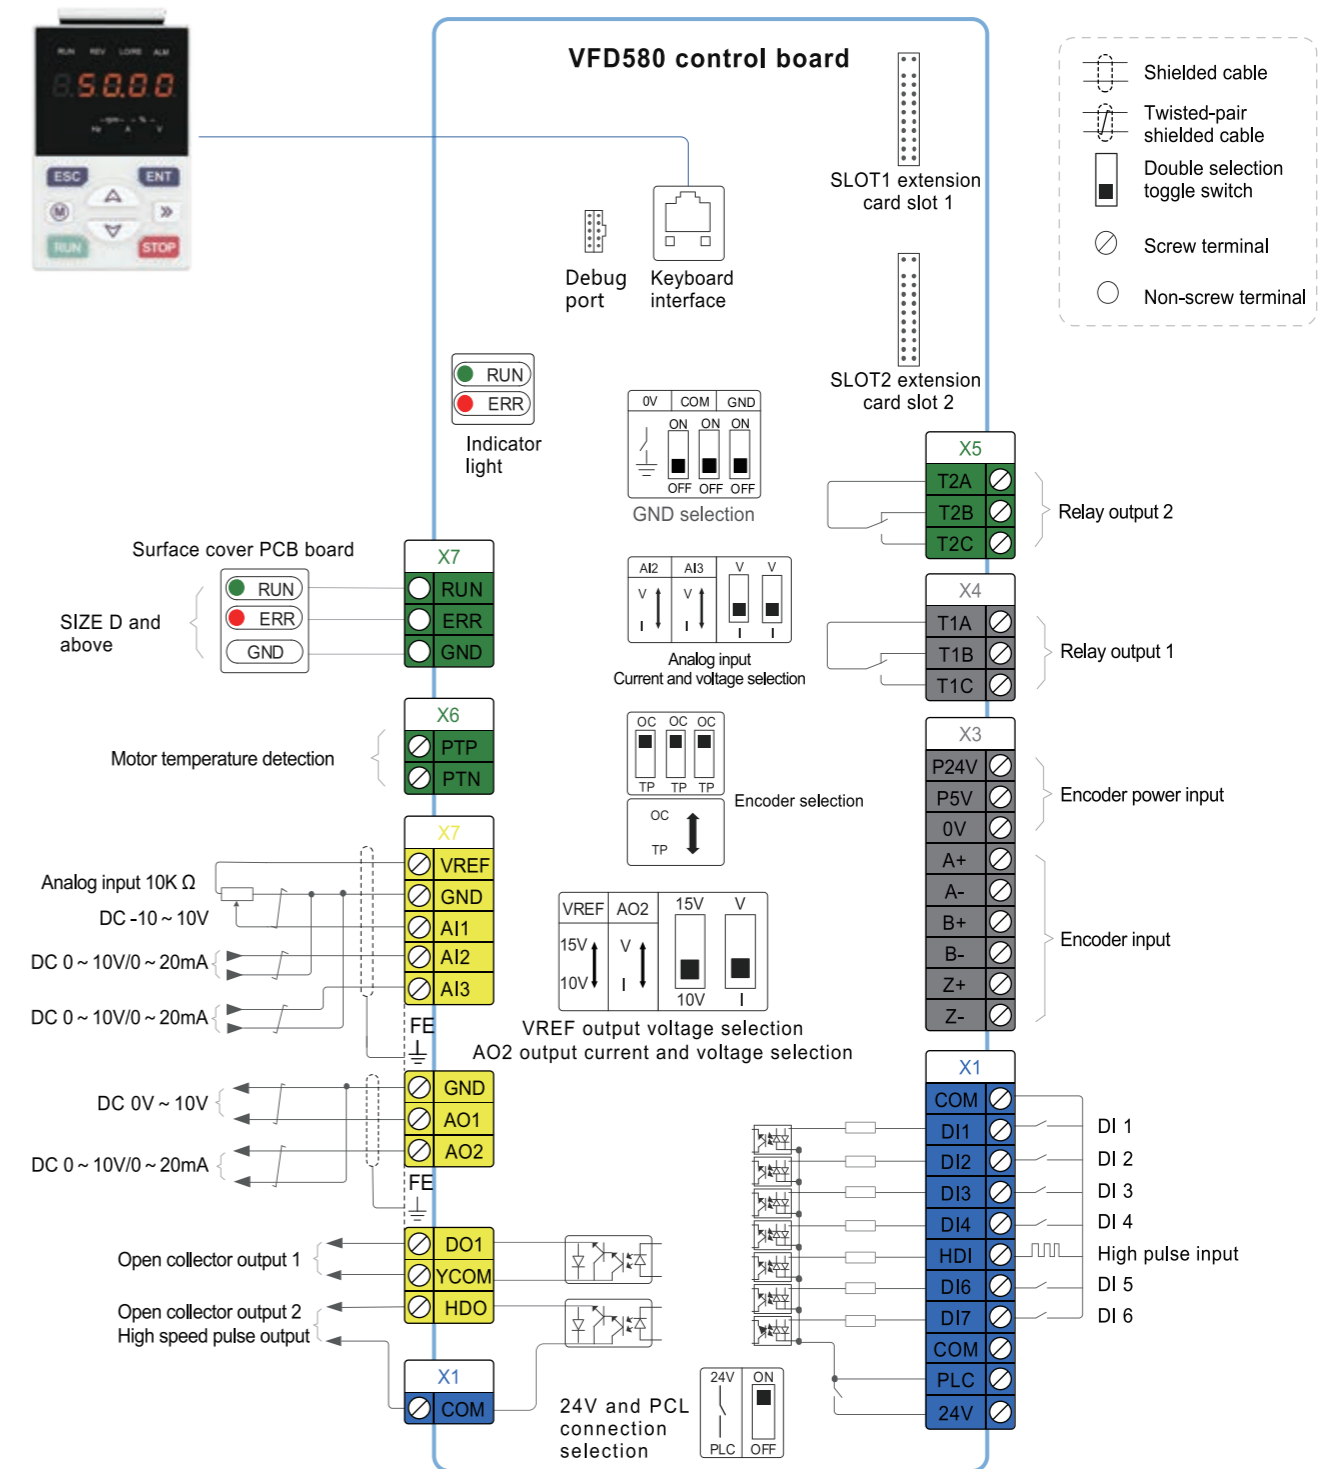 VFD580 control board
RUN REV LO/RE ALM
8.50.00
Hz A V
ESC
ENT
M
RUN
STOP
Shielded cable
Twisted-pair
shielded cable
Double selection
toggle switch
Screw terminal
Non-screw terminal
SLOT1 extension
card slot 1
Debug
port
Keyboard
interface
SLOT2 extension
card slot 2
RUN
ERR
Indicator
light
0V COM GND
ON ON ON
OFF OFF OFF
GND selection
X5
T2A
T2B
T2C
Relay output 2
Surface cover PCB board
RUN
ERR
GND
SIZE D and
above
X7
RUN
ERR
GND
AI2 AI3 V V
V V
I I I I
Analog input
Current and voltage selection
X4
T1A
T1B
T1C
Relay output 1
X6
PTP
PTN
Motor temperature detection
OC OC OC
TP TP TP
OC
TP
Encoder selection
X3
P24V
P5V
0V
A+
A-
B+
B-
Z+
Z-
Encoder power input
Encoder input
X7
VREF
GND
AI1
AI2
AI3
Analog input 10K Ω
DC -10 ~ 10V
DC 0 ~ 10V/0 ~ 20mA
DC 0 ~ 10V/0 ~ 20mA
FE
VREF AO2 15V V
15V V
10V I 10V I
VREF output voltage selection
AO2 output current and voltage selection
GND
AO1
AO2
DC 0V ~ 10V
DC 0 ~ 10V/0 ~ 20mA
FE
DO1
YCOM
HDO
Open collector output 1
Open collector output 2
High speed pulse output
X1
COM
X1
COM
DI1
DI2
DI3
DI4
HDI
DI6
DI7
COM
PLC
24V
DI 1
DI 2
DI 3
DI 4
High pulse input
DI 5
DI 6
24V and PCL
connection
selection
24V ON
PLC OFF